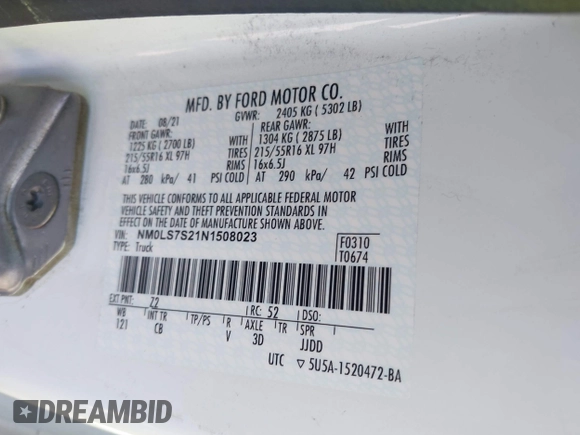 MFD. BY FORD MOTOR CO.
DATE: 08/21 GVWR: 2405 KG ( 5302 LB)
FRONT GAWR: REAR GAWR:
1225 KG ( 2700 LB) WITH 1304 KG ( 2875 LB) WITH
215/55R16 XL 97H TIRES 215/55R16 XL 97H TIRES
16x6.5J RIMS 16x6.5J RIMS
AT 280 kPa/ 41 PSI COLD AT 290 kPa/ 42 PSI COLD
THIS VEHICLE CONFORMS TO ALL APPLICABLE FEDERAL MOTOR
VEHICLE SAFETY AND THEFT PREVENTION STANDARDS IN
EFFECT ON THE DATE OF MANUFACTURE SHOWN ABOVE.
VIN: NM0LS7S21N1508023
TYPE: Truck
F0310
T0674
EXT PNT: Z2 RC: 52 DSO:
WB INT TR TP/PS R AXLE TR SPR
121 CB V 3D JJDD
UTC ▽ 5U5A-1520472-BA
DREAMBID